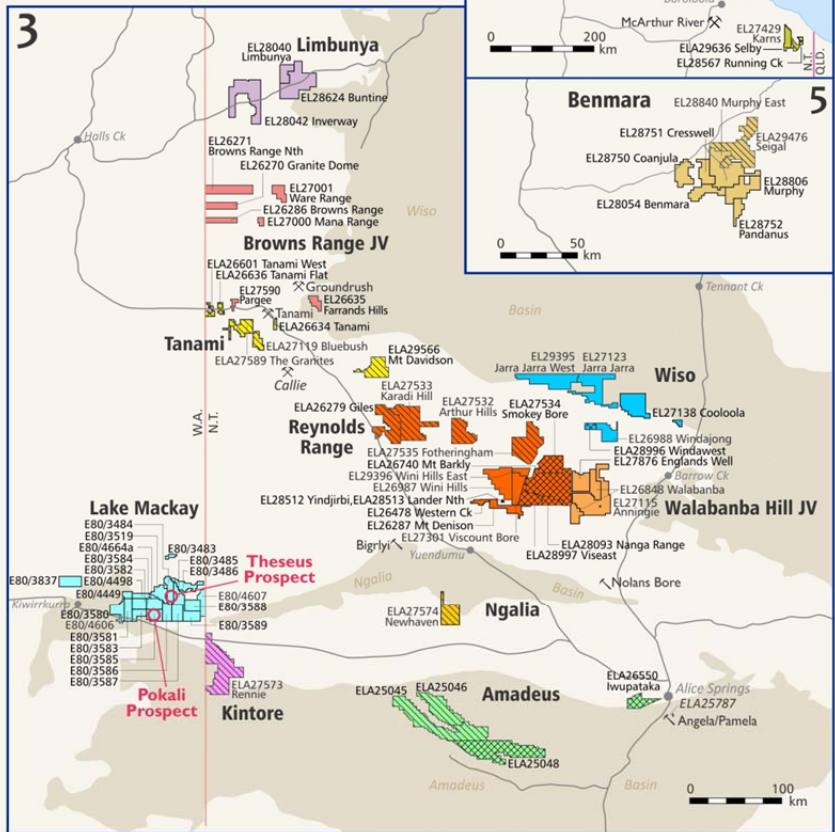 3
EL28040
Limbunya
Limbunya
EL28624 Buntine
EL28042 Inverway
Halls Ck
EL26271
Browns Range Nth
EL26270 Granite Dome
EL27001
Ware Range
EL26286 Browns Range
EL27000 Mana Range
Wiso
Browns Range JV
EL26601 Tanami West
EL26636 Tanami Flat
EL27590
Pargee
Groundrush
EL26635
Farrands Hills
Tanami
ELA26634 Tanami
Tanami
ELA27119 Bluebush
ELA27589 The Granites
Callie
Basin
McArthur River
0
200
km
EL27429
Karns
ELA29636 Selby
EL28567 Running Ck
N.T.
QLD.
Benmara
5
EL28840 Murphy East
EL28751 Cresswell
ELA29476
Seigal
EL28750 Coanjula
EL28806
Murphy
EL28054 Benmara
EL28752
Pandanus
0
50
km
Tennant Ck
ELA29566
Mt Davidson
EL29395
Jarra Jarra West
EL27123
Jarra Jarra
Wiso
ELA27533
Karadi Hill
ELA27532
Arthur Hills
ELA27534
Smokey Bore
ELA26279 Giles
EL27138 Cooloola
Reynolds
Range
W.A.
N.T.
EL26988 Windajong
EL28996 Windawest
EL27876 Englands Well
ELA27535 Fotheringham
ELA26740 Mt Barkly
EL29396 Wini Hills East
EL26987 Wini Hills
Barrow Ck
EL26848 Walabanba
EL27115
Anningie
Walabanba Hill JV
EL28512 Yindjirbi,ELA28513 Lander Nth
EL26478 Western Ck
EL26287 Mt Denison
EL27301 Viscount Bore
EL28093 Nanga Range
ELA28997 Viseast
Bigrlyi
Yuendumu
Lake Mackay
E80/3484
E80/3519
E80/4664a
E80/3584
E80/3582
E80/4498
E80/4449
E80/3837
E80/3483
E80/3485
E80/3486
Theseus
Prospect
E80/4607
E80/3588
E80/3589
Kiwirrkurra
E80/3580
E80/4606
E80/3581
E80/3583
E80/3585
E80/3586
E80/3587
Pokali
Prospect
Ngalia
Basin
Nolans Bore
ELA27574
Newhaven
Ngalia
ELA27573
Rennie
Kintore
ELA25045
ELA25046
Amadeus
ELA25048
ELA26550
Iwupataka
Alice Springs
ELA25787
Angela/Pamela
Amadeus
Basin
0
100
km